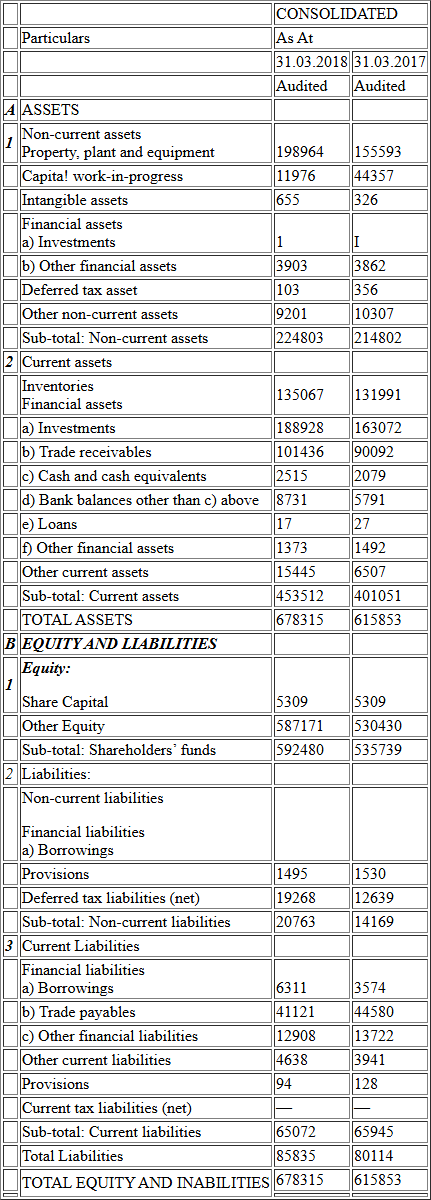 CONSOLIDATED
Particulars As At
31.03.2018 31.03.2017
Audited Audited
A ASSETS
1 Non-current assets
Property, plant and equipment 198964 155593
Capita! work-in-progress 11976 44357
Intangible assets 655 326
Financial assets
a) Investments 1 I
b) Other financial assets 3903 3862
Deferred tax asset 103 356
Other non-current assets 9201 10307
Sub-total: Non-current assets 224803 214802
2 Current assets
Inventories 135067 131991
Financial assets
a) Investments 188928 163072
b) Trade receivables 101436 90092
c) Cash and cash equivalents 2515 2079
d) Bank balances other than c) above 8731 5791
e) Loans 17 27
f) Other financial assets 1373 1492
Other current assets 15445 6507
Sub-total: Current assets 453512 401051
TOTAL ASSETS 678315 615853
B EQUITY AND LIABILITIES
1 Equity:
Share Capital 5309 5309
Other Equity 587171 530430
Sub-total: Shareholders’ funds 592480 535739
2 Liabilities:
Non-current liabilities
Financial liabilities
a) Borrowings
Provisions 1495 1530
Deferred tax liabilities (net) 19268 12639
Sub-total: Non-current liabilities 20763 14169
3 Current Liabilities
Financial liabilities
a) Borrowings 6311 3574
b) Trade payables 41121 44580
c) Other financial liabilities 12908 13722
Other current liabilities 4638 3941
Provisions 94 128
Current tax liabilities (net) — —
Sub-total: Current liabilities 65072 65945
Total Liabilities 85835 80114
TOTAL EQUITY AND INABILITIES 678315 615853